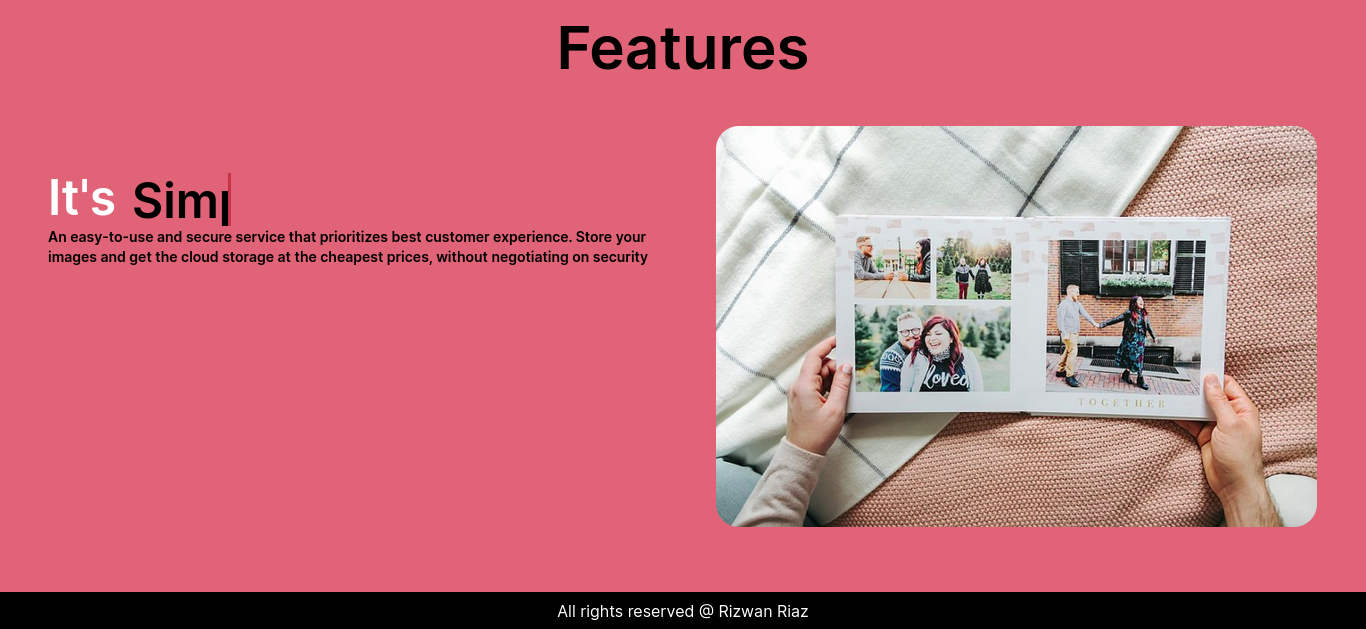 Features
It's Simp
An easy-to-use and secure service that prioritizes best customer experience. Store your
images and get the cloud storage at the cheapest prices, without negotiating on security
loved
TOGETHER
All rights reserved @ Rizwan Riaz